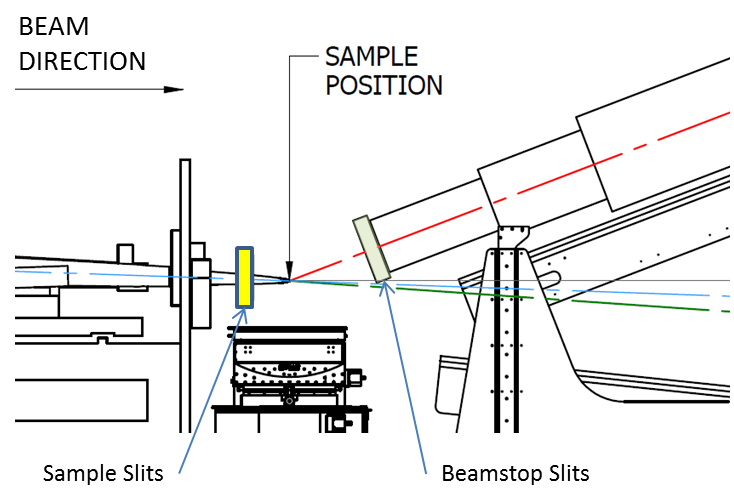 BEAM
DIRECTION
SAMPLE
POSITION
Sample Slits
Beamstop Slits